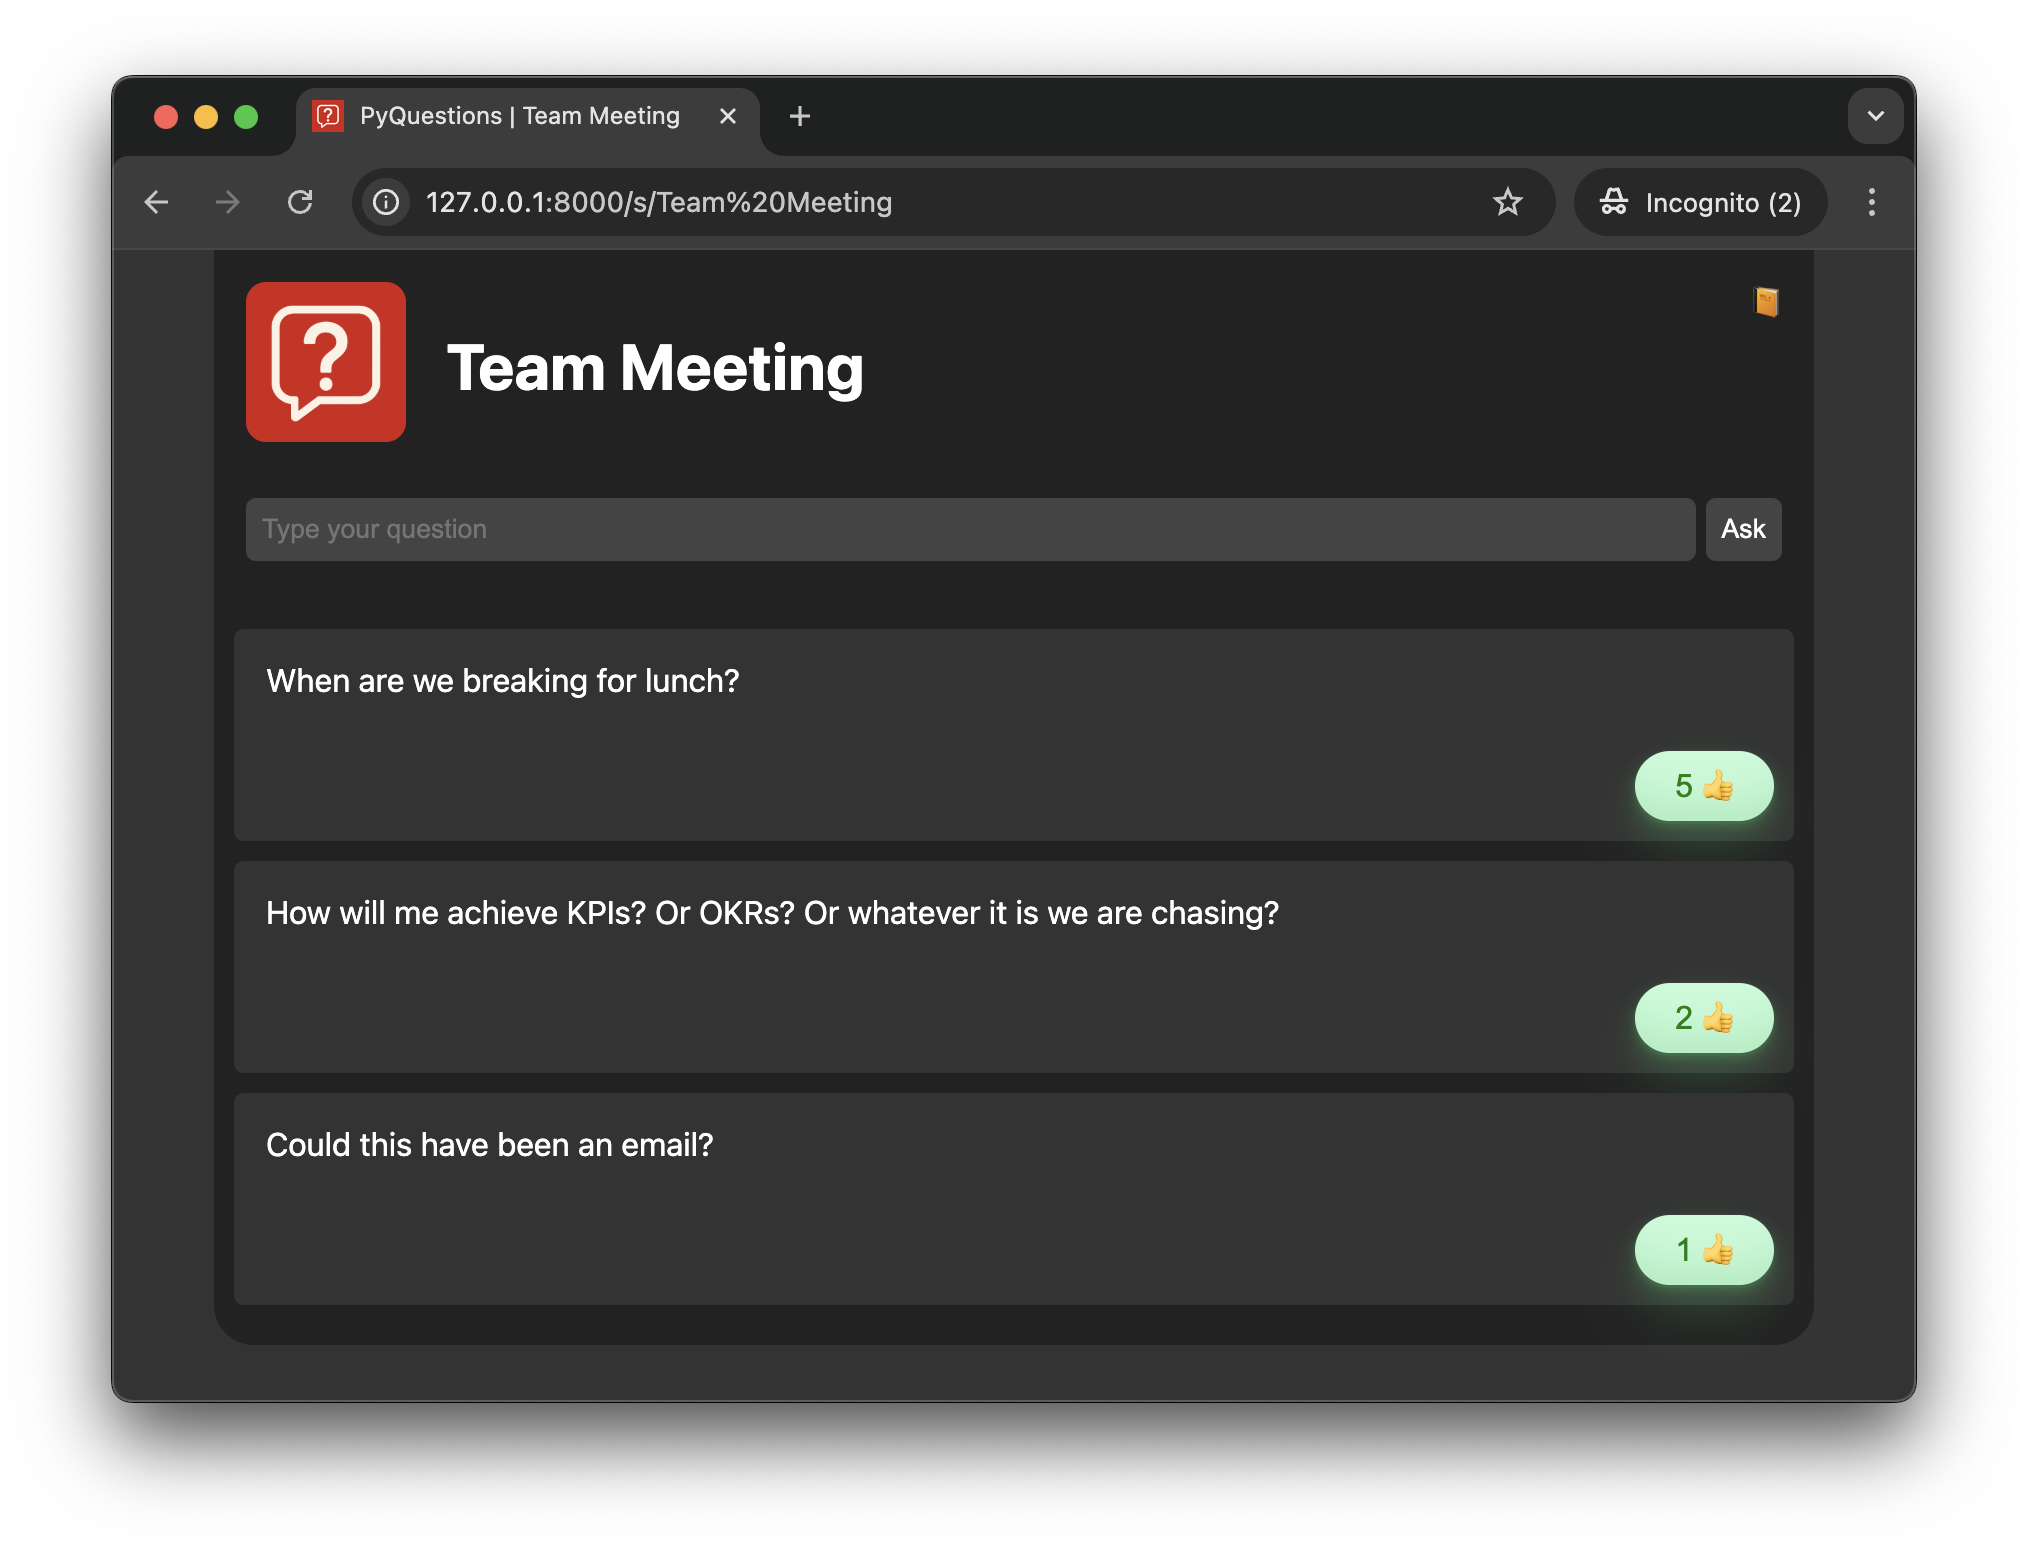 PyQuestions | Team Meeting
127.0.0.1:8000/s/Team%20Meeting
Incognito (2)
Team Meeting
Type your question
Ask
When are we breaking for lunch?
5 👍
How will me achieve KPIs? Or OKRs? Or whatever it is we are chasing?
2 👍
Could this have been an email?
1 👍